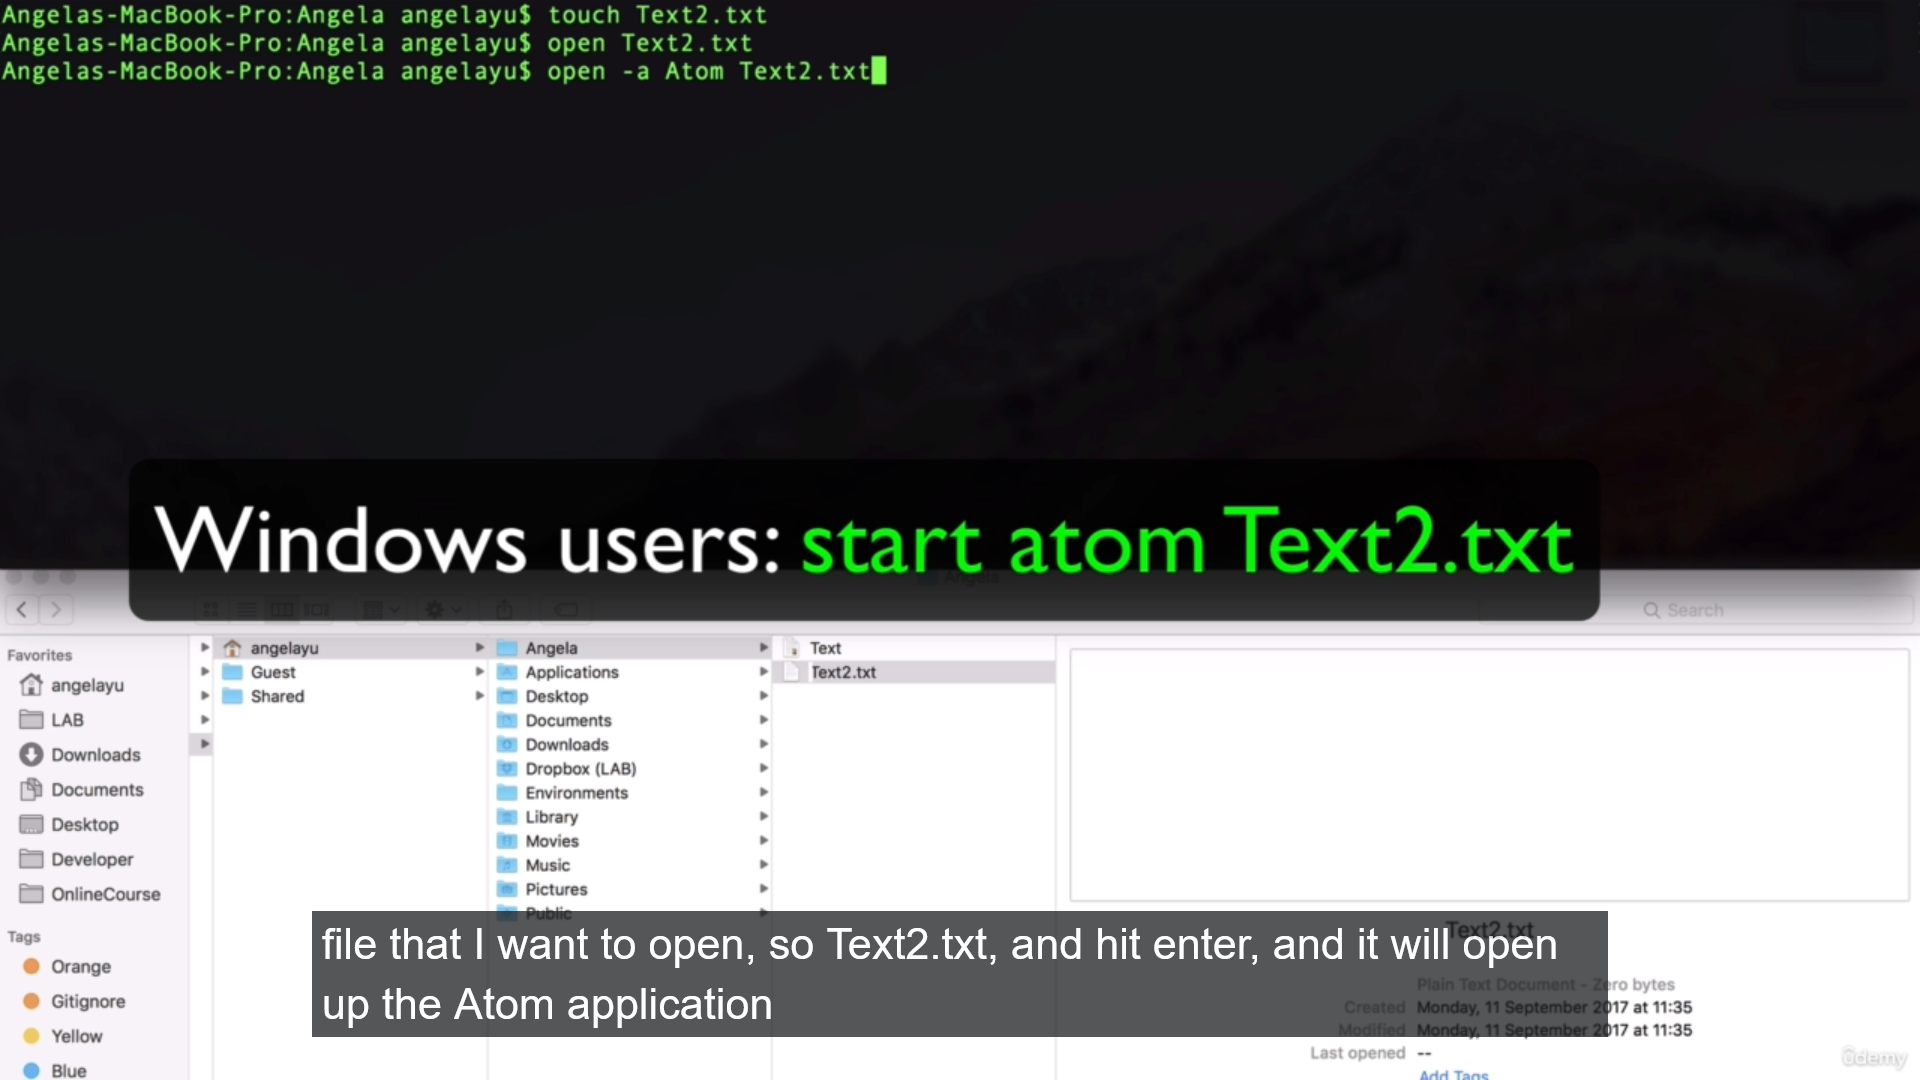 Angelas-MacBook-Pro:Angela angelayu$ touch Text2.txt
Angelas-MacBook-Pro:Angela angelayu$ open Text2.txt
Angelas-MacBook-Pro:Angela angelayu$ open -a Atom Text2.txt
Windows users: start atom Text2.txt
Angela
Search
Favorites
angelayu
LAB
Downloads
Documents
Desktop
Developer
OnlineCourse
Tags
Orange
Gitignore
Yellow
Blue
angelayu
Guest
Shared
Angela
Applications
Desktop
Documents
Downloads
Dropbox (LAB)
Environments
Library
Movies
Music
Pictures
Public
Text
Text2.txt
Text2.txt
Plain Text Document - Zero bytes
Created Monday, 11 September 2017 at 11:35
Modified Monday, 11 September 2017 at 11:35
Last opened --
Add Tags
file that I want to open, so Text2.txt, and hit enter, and it will open
up the Atom application
ûdemy